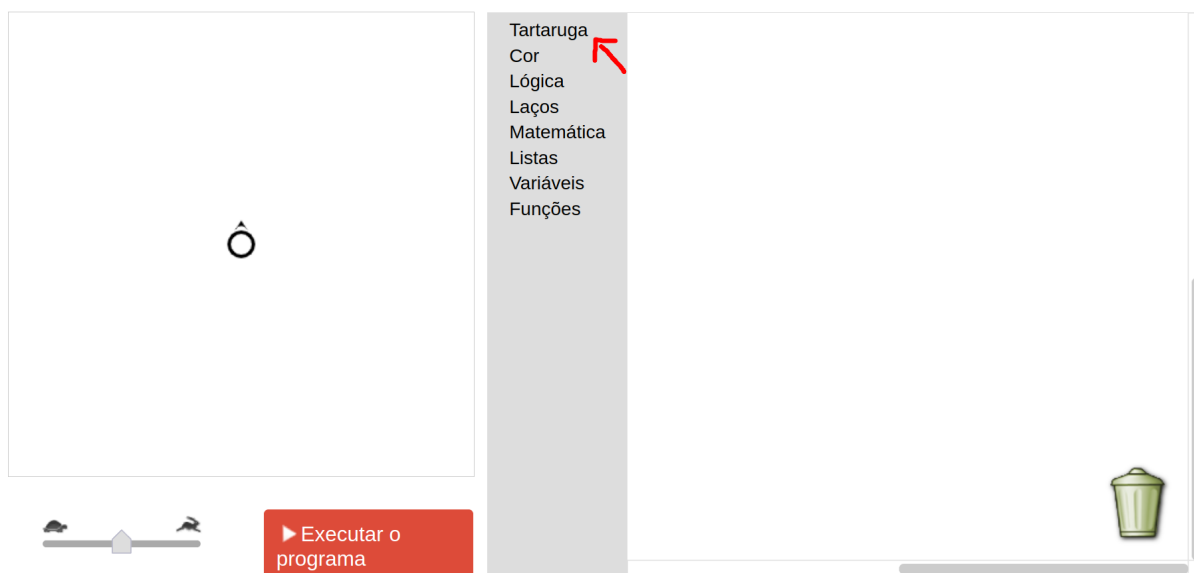 Tartaruga
Cor
Lógica
Laços
Matemática
Listas
Variáveis
Funções
Executar o
programa